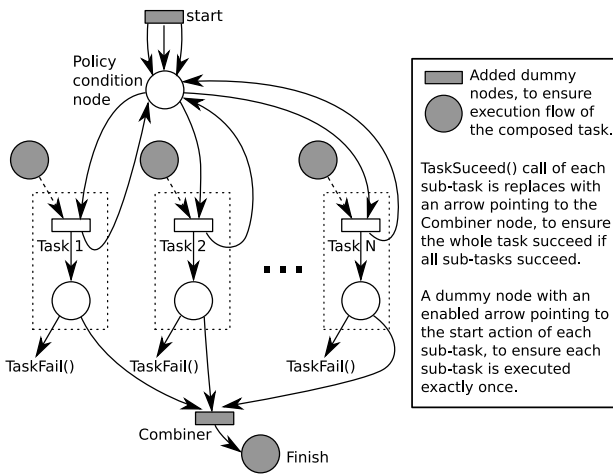 start
Policy
condition
node
Task 1
Task 2
Task N
TaskFail()
TaskFail()
TaskFail()
Combiner
Finish
Added dummy
nodes, to ensure
execution flow of
the composed task.
TaskSuceed() call of each
sub-task is replaces with
an arrow pointing to the
Combiner node, to ensure
the whole task succeed if
all sub-tasks succeed.
A dummy node with an
enabled arrow pointing to
the start action of each
sub-task, to ensure each
sub-task is executed
exactly once.